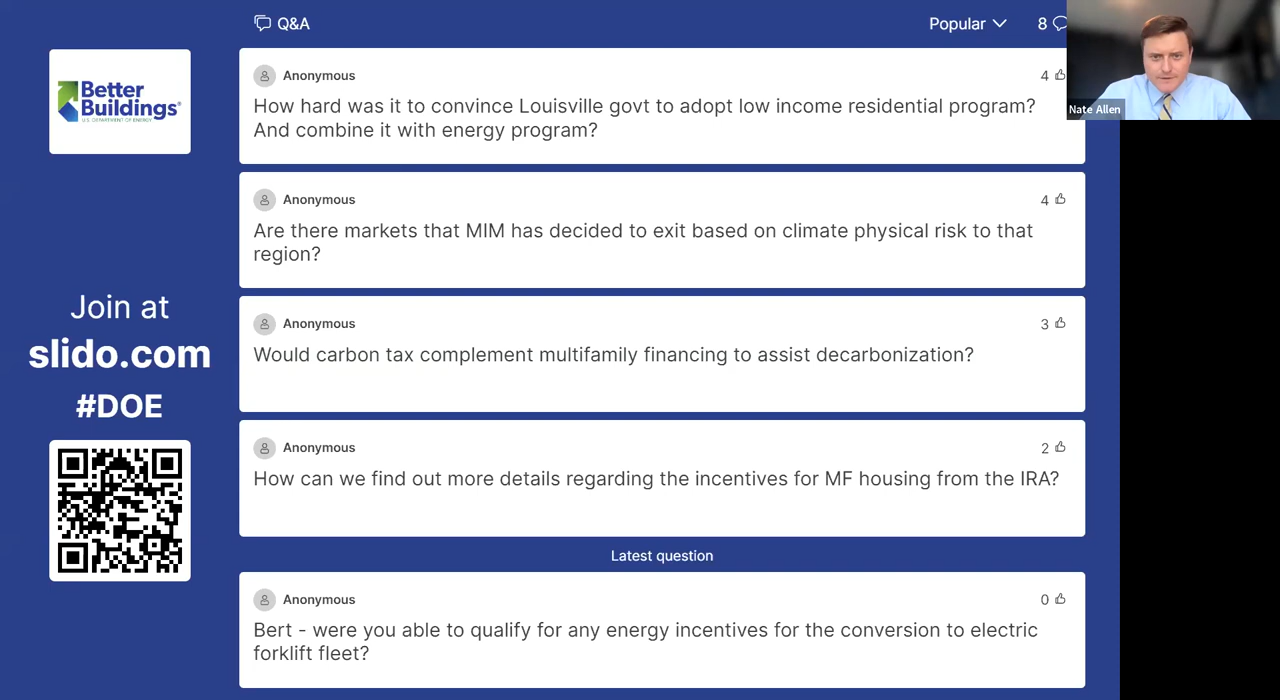 Q&A
Popular
8
Nate Allen
Better
Buildings®
U.S. DEPARTMENT OF ENERGY
Anonymous
4
How hard was it to convince Louisville govt to adopt low income residential program?
And combine it with energy program?
Anonymous
4
Are there markets that MIM has decided to exit based on climate physical risk to that
region?
Join at
slido.com
#DOE
Anonymous
3
Would carbon tax complement multifamily financing to assist decarbonization?
Anonymous
2
How can we find out more details regarding the incentives for MF housing from the IRA?
Latest question
Anonymous
0
Bert - were you able to qualify for any energy incentives for the conversion to electric
forklift fleet?